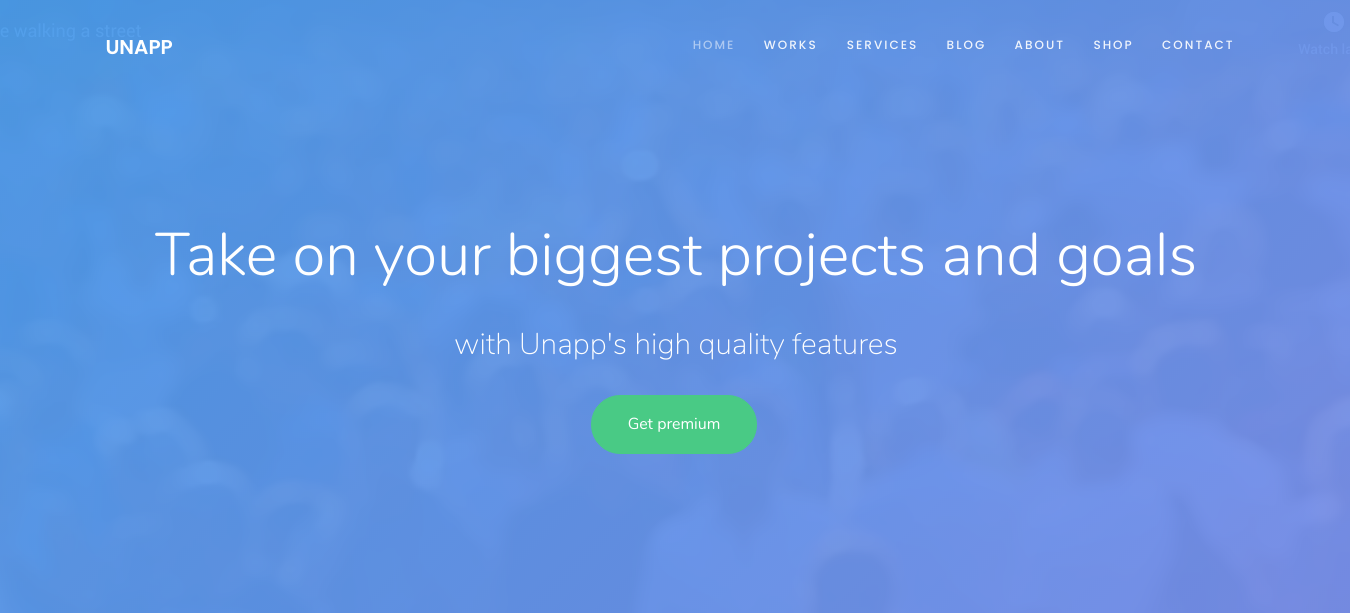 e walking a street
UNAPP
HOME WORKS SERVICES BLOG ABOUT SHOP CONTACT
Watch
Take on your biggest projects and goals
with Unapp's high quality features
Get premium